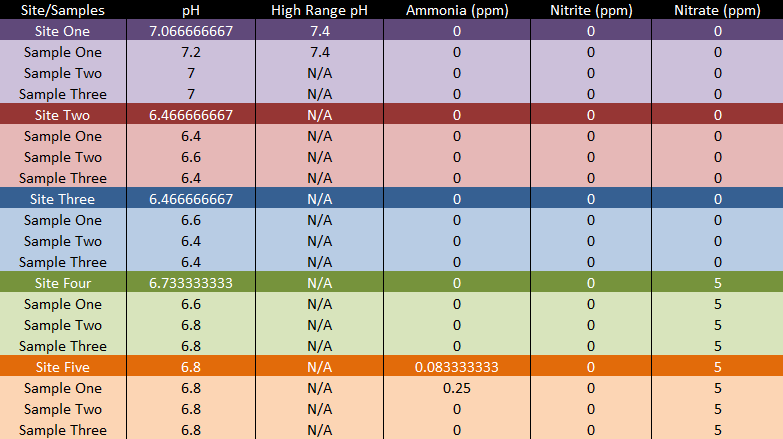 Site/Samples pH High Range pH Ammonia (ppm) Nitrite (ppm) Nitrate (ppm)
Site One 7.066666667 7.4 0 0 0
Sample One 7.2 7.4 0 0 0
Sample Two 7 N/A 0 0 0
Sample Three 7 N/A 0 0 0
Site Two 6.466666667 N/A 0 0 0
Sample One 6.4 N/A 0 0 0
Sample Two 6.6 N/A 0 0 0
Sample Three 6.4 N/A 0 0 0
Site Three 6.466666667 N/A 0 0 0
Sample One 6.6 N/A 0 0 0
Sample Two 6.4 N/A 0 0 0
Sample Three 6.4 N/A 0 0 0
Site Four 6.733333333 N/A 0 0 5
Sample One 6.6 N/A 0 0 5
Sample Two 6.8 N/A 0 0 5
Sample Three 6.8 N/A 0 0 5
Site Five 6.8 N/A 0.083333333 0 5
Sample One 6.8 N/A 0.25 0 5
Sample Two 6.8 N/A 0 0 5
Sample Three 6.8 N/A 0 0 5